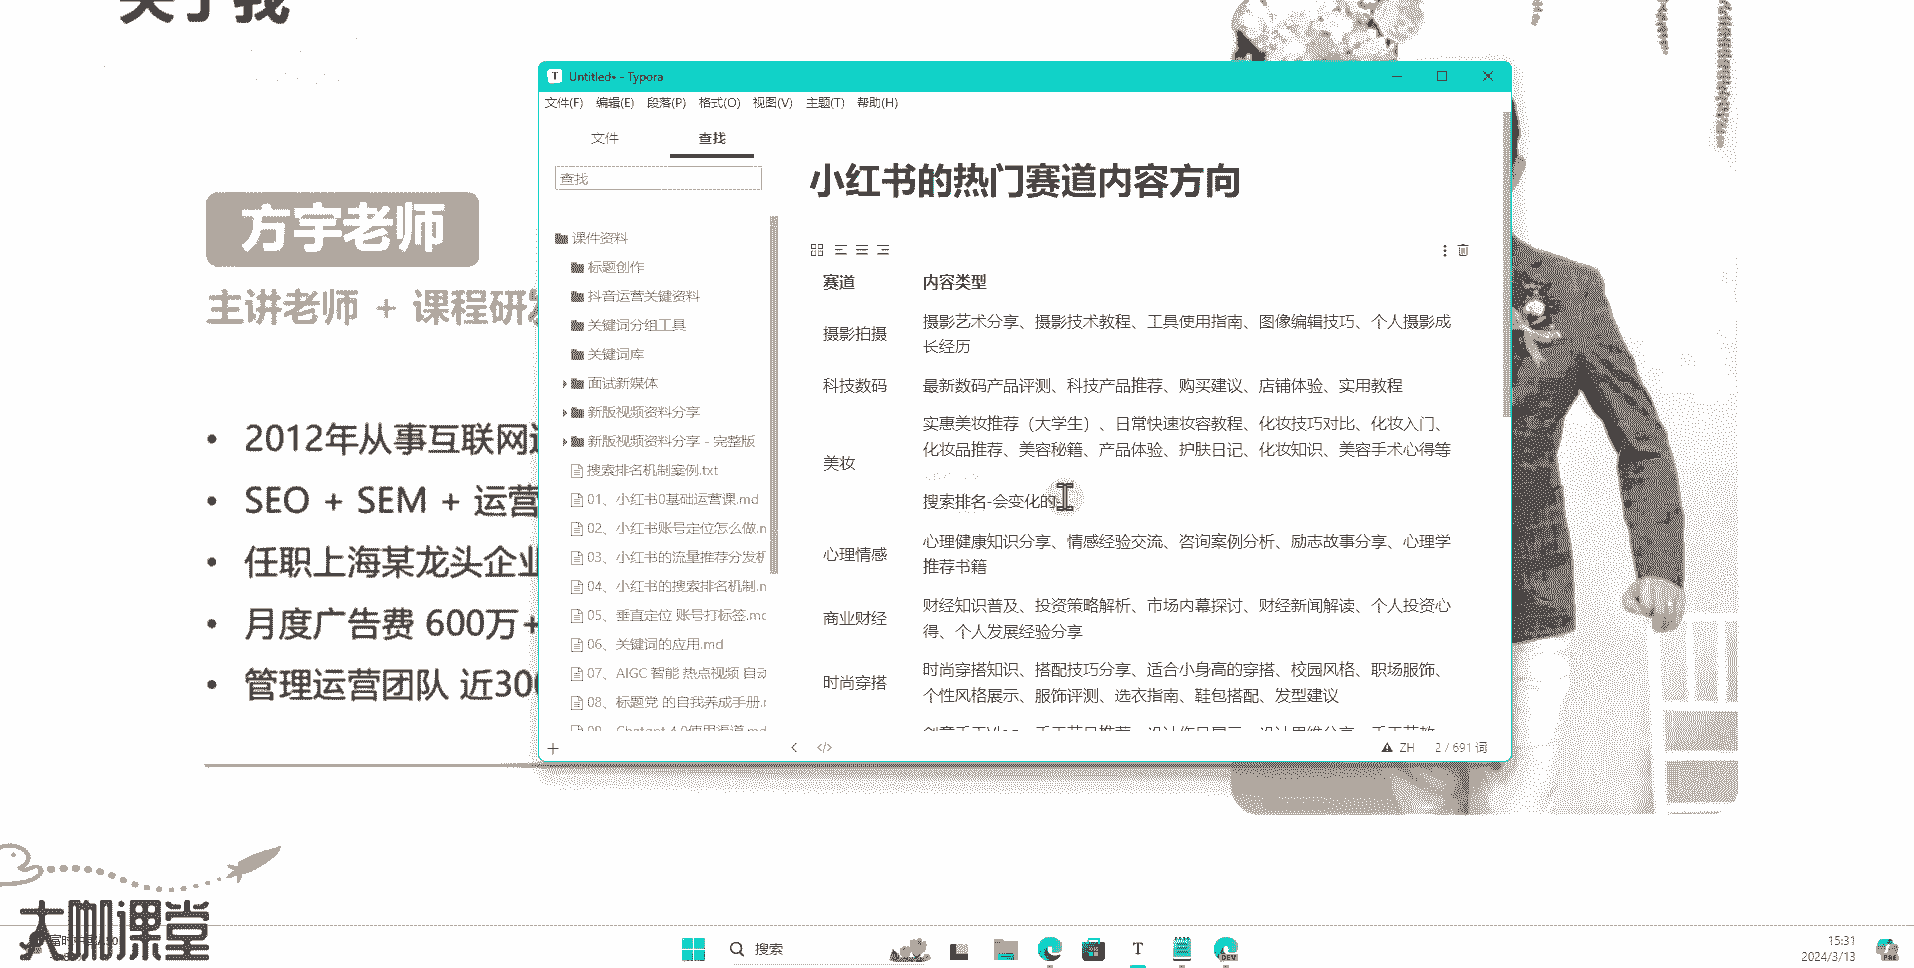 关于我
方宇老师
主讲老师 + 课程研
• 2012年从事互联网
• SEO + SEM + 运营
• 任职上海某龙头企业
• 月度广告费 600万+
• 管理运营团队 近300
Untitled• - Typora
文件(F) 编辑(E) 段落(P) 格式(O) 视图(V) 主题(T) 帮助(H)
文件 查找
查找
课件资料
标题创作
抖音运营关键资料
关键词分组工具
关键词库
面试新媒体
新版视频资料分享
新版视频资料分享 - 完整版
搜索排名机制案例.txt
01、小红书0基础运营课.md
02、小红书账号定位怎么做.n
03、小红书的流量推荐分发机
04、小红书的搜索排名机制.n
05、垂直定位 账号打标签.mc
06、关键词的应用.md
07、AIGC 智能 热点视频 自动
08、标题党 的自我养成手册.r
09、Chatgpt 4.0使用渠道.md
小红书的热门赛道内容方向
赛道 内容类型
摄影拍摄 摄影艺术分享、摄影技术教程、工具使用指南、图像编辑技巧、个人摄影成
长经历
科技数码 最新数码产品评测、科技产品推荐、购买建议、店铺体验、实用教程
美妆 实惠美妆推荐（大学生）、日常快速妆容教程、化妆技巧对比、化妆入门、
化妆品推荐、美容秘籍、产品体验、护肤日记、化妆知识、美容手术心得等
搜索排名-会变化的
心理情感 心理健康知识分享、情感经验交流、咨询案例分析、励志故事分享、心理学
推荐书籍
商业财经 财经知识普及、投资策略解析、市场内幕探讨、财经新闻解读、个人投资心
得、个人发展经验分享
时尚穿搭 时尚穿搭知识、搭配技巧分享、适合小身高的穿搭、校园风格、职场服饰、
个性风格展示、服饰评测、选衣指南、鞋包搭配、发型建议
ZH 2 / 691 词
大咖课堂
搜索
DEV
15:31
2024/3/13
PRE